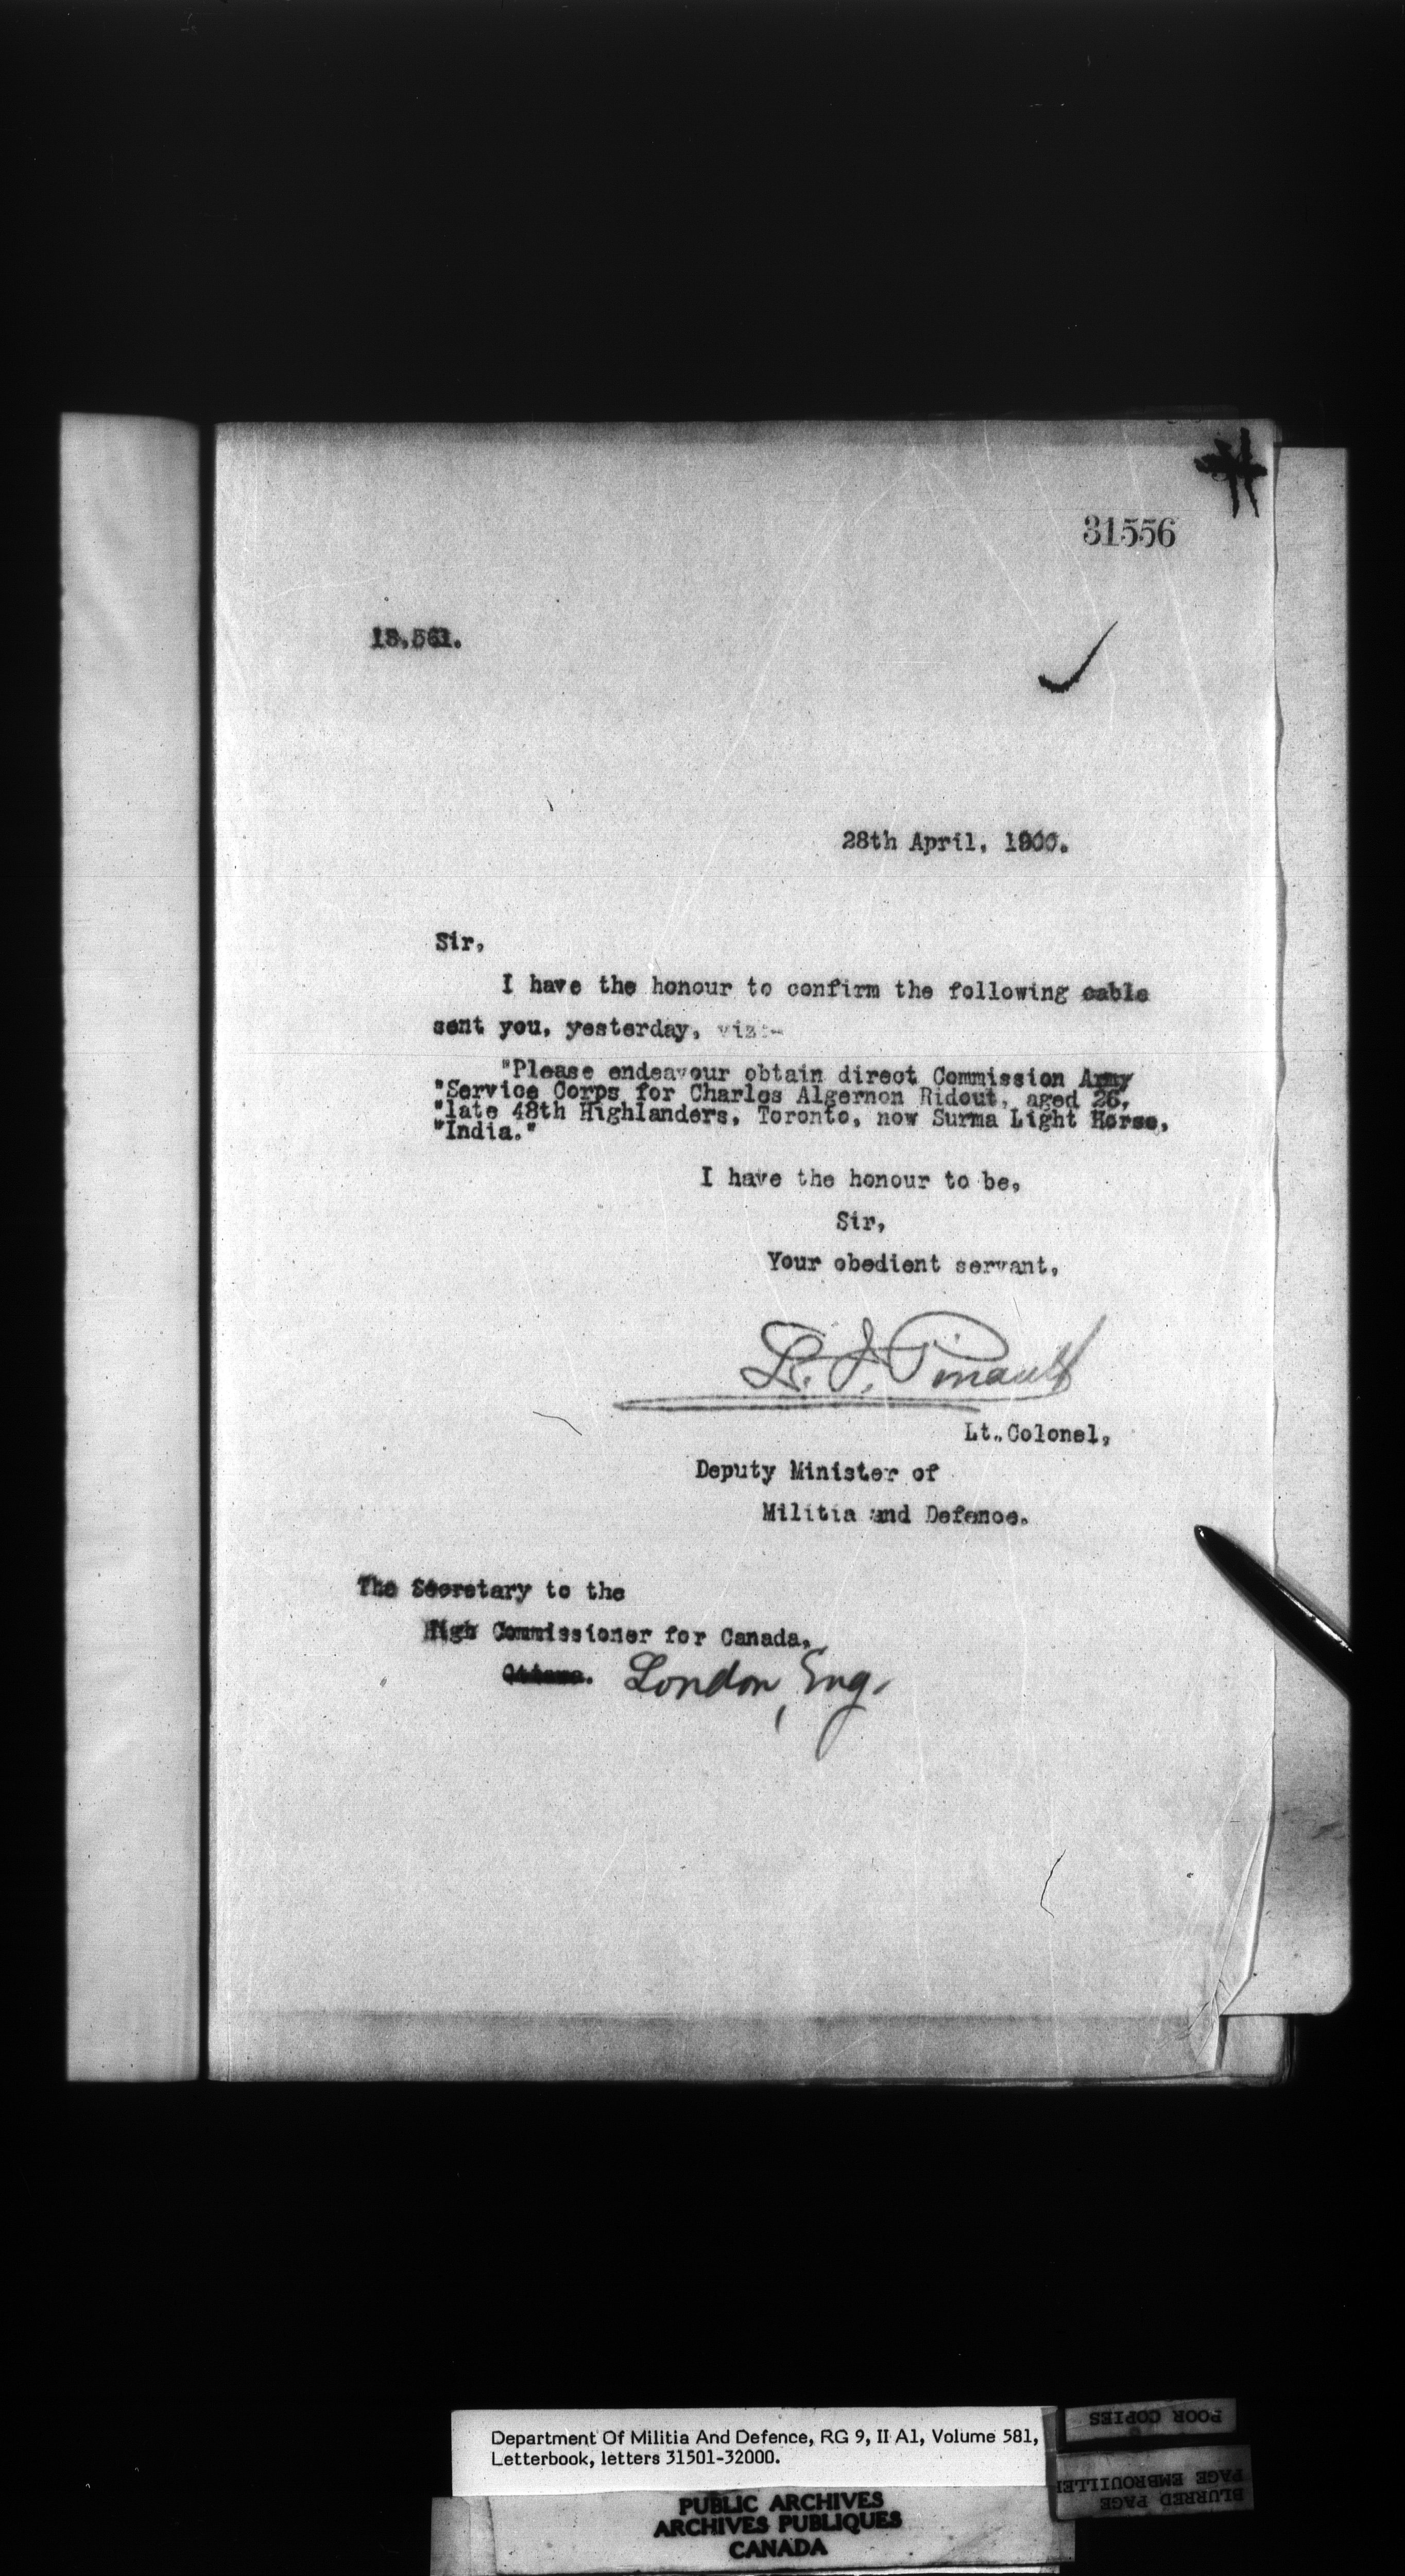 31556
18.561.
28th April, 1900.
Sir,
I have the honour to confirm the following cable
sent you, yesterday, viz:-
"Please endeavour obtain direct Commission Army
"Service Corps for Charles Algernon Ridout, aged 26,
"late 48th Highlanders, Toronto, now Surma Light Horse,
"India."
I have the honour to be,
Sir,
Your obedient servant,
L. F. Pinault
Lt. Colonel,
Deputy Minister of
Militia and Defence.
The Secretary to the
High Commissioner for Canada,
Ottawa. London, Eng.
Department Of Militia And Defence, RG 9, II A1, Volume 581,
Letterbook, letters 31501-32000.
POOR COPIES
BLURRED PAGE
PAGE EMBROUILLEE
PUBLIC ARCHIVES
ARCHIVES PUBLIQUES
CANADA